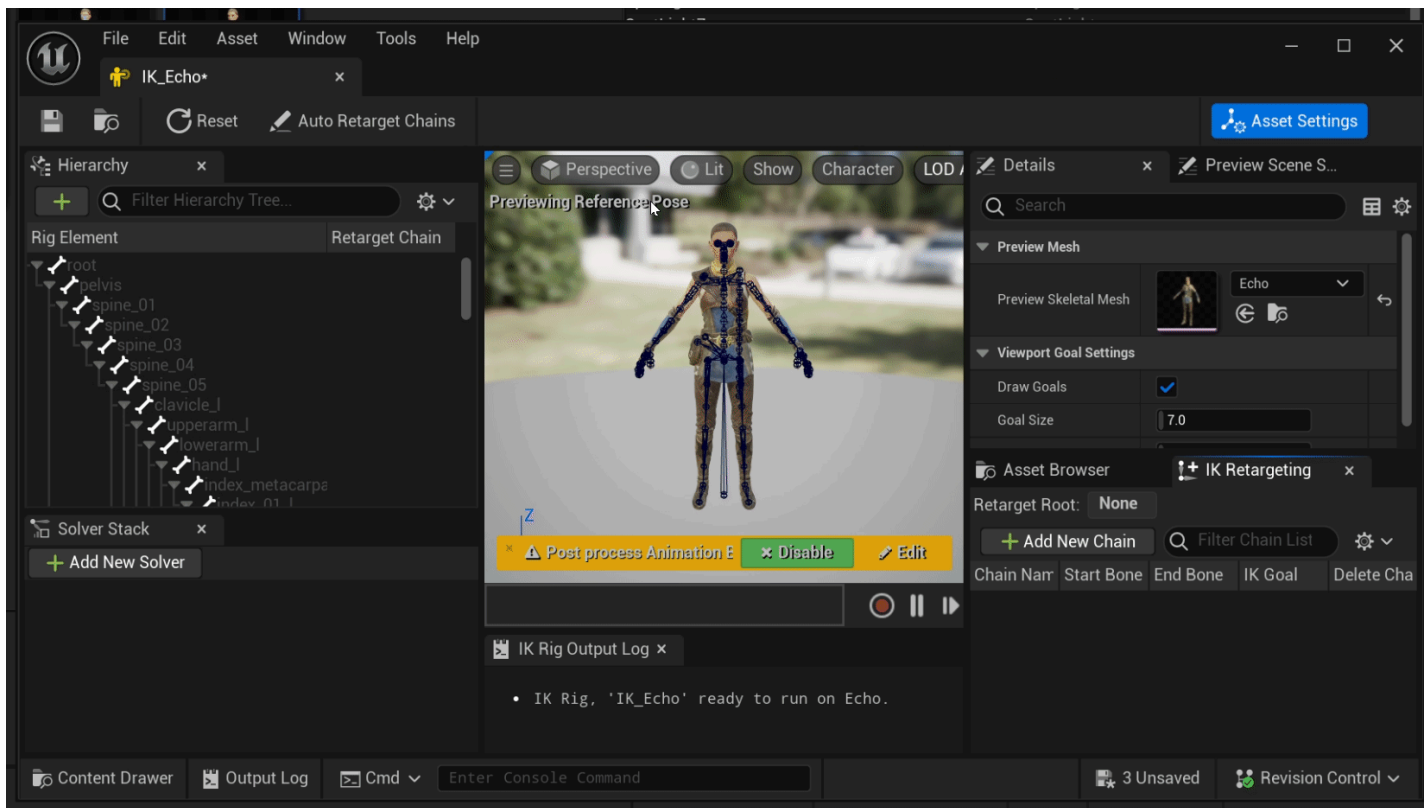 File Edit Asset Window Tools Help
IK_Echo*
Reset Auto Retarget Chains
Asset Settings
Hierarchy
Filter Hierarchy Tree...
Rig Element Retarget Chain
root
pelvis
spine_01
spine_02
spine_03
spine_04
spine_05
clavicle_l
upperarm_l
lowerarm_l
hand_l
index_metacarpa
index_01_l
Solver Stack
Add New Solver
Perspective Lit Show Character LOD
Previewing Reference Pose
Z
Post process Animation Disable Edit
IK Rig Output Log
• IK Rig, 'IK_Echo' ready to run on Echo.
Details Preview Scene S...
Search
Preview Mesh
Preview Skeletal Mesh Echo
Viewport Goal Settings
Draw Goals
Goal Size 7.0
Asset Browser IK Retargeting
Retarget Root: None
Add New Chain Filter Chain List
Chain Nam Start Bone End Bone IK Goal Delete Cha
Content Drawer Output Log Cmd Enter Console Command 3 Unsaved Revision Control